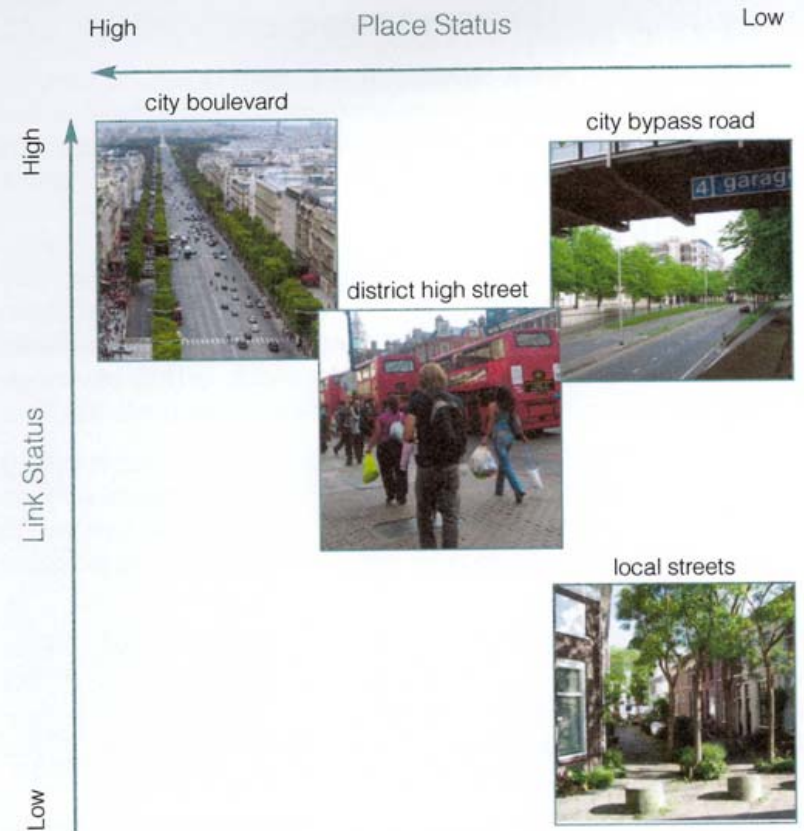 High
Place Status
Low
city boulevard
city bypass road
High
4 garag
district high street
Link Status
local streets
Low